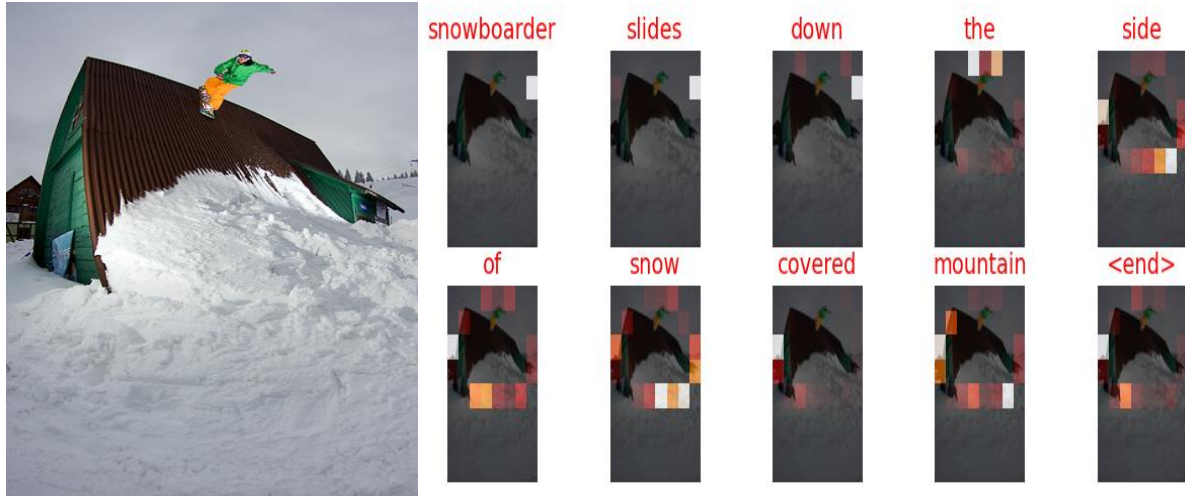 snowboarder slides down the side
of snow covered mountain <end>